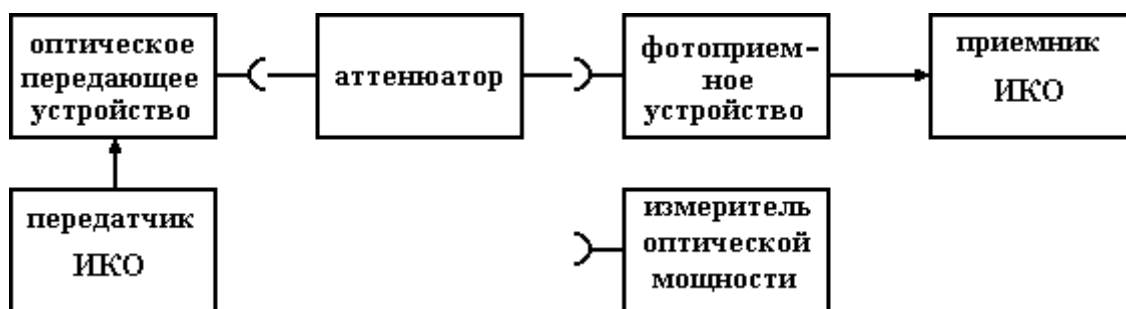 оптическое
передающее
устройство
аттенюатор
фотоприем-
ное
устройство
приемник
ИКО
передатчик
ИКО
измеритель
оптической
мощности